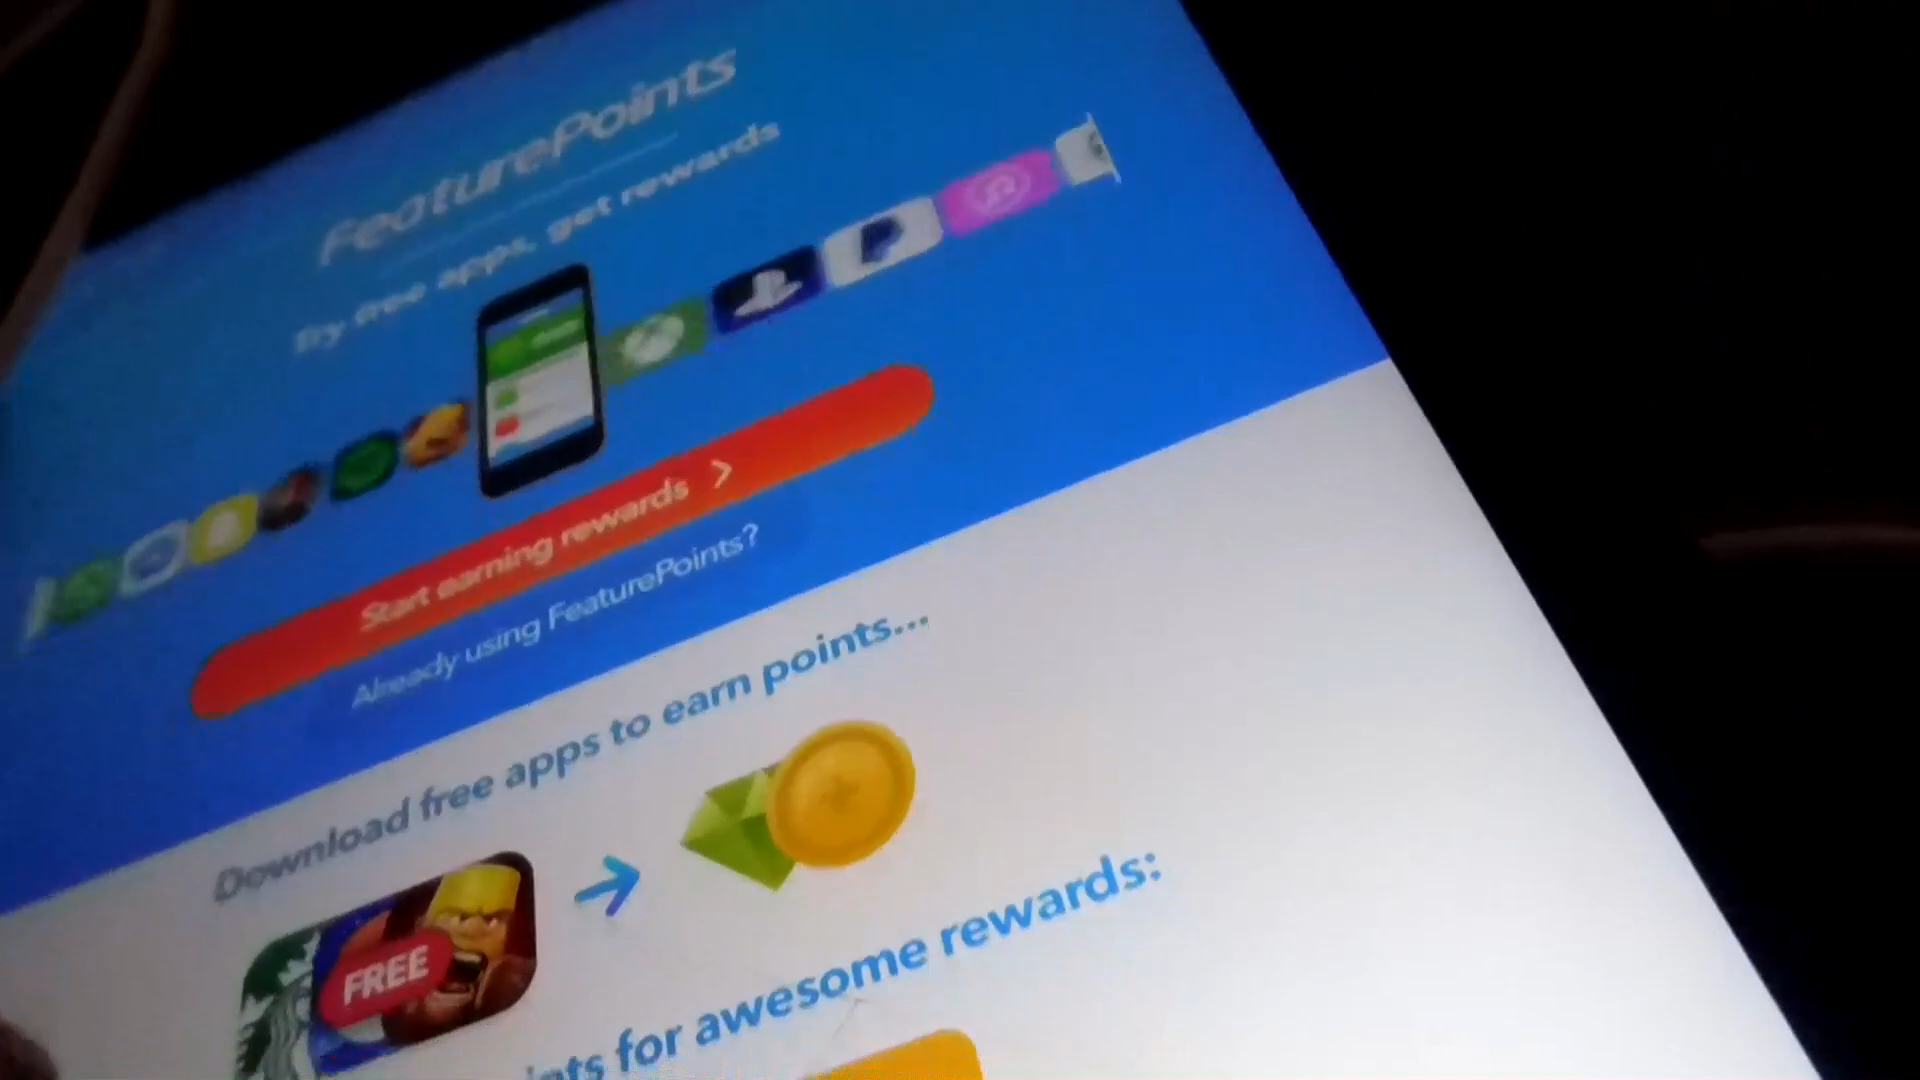 FeaturePoints
Try free apps, get rewards
Start earning rewards >
Already using FeaturePoints?
Download free apps to earn points...
FREE
for awesome rewards: